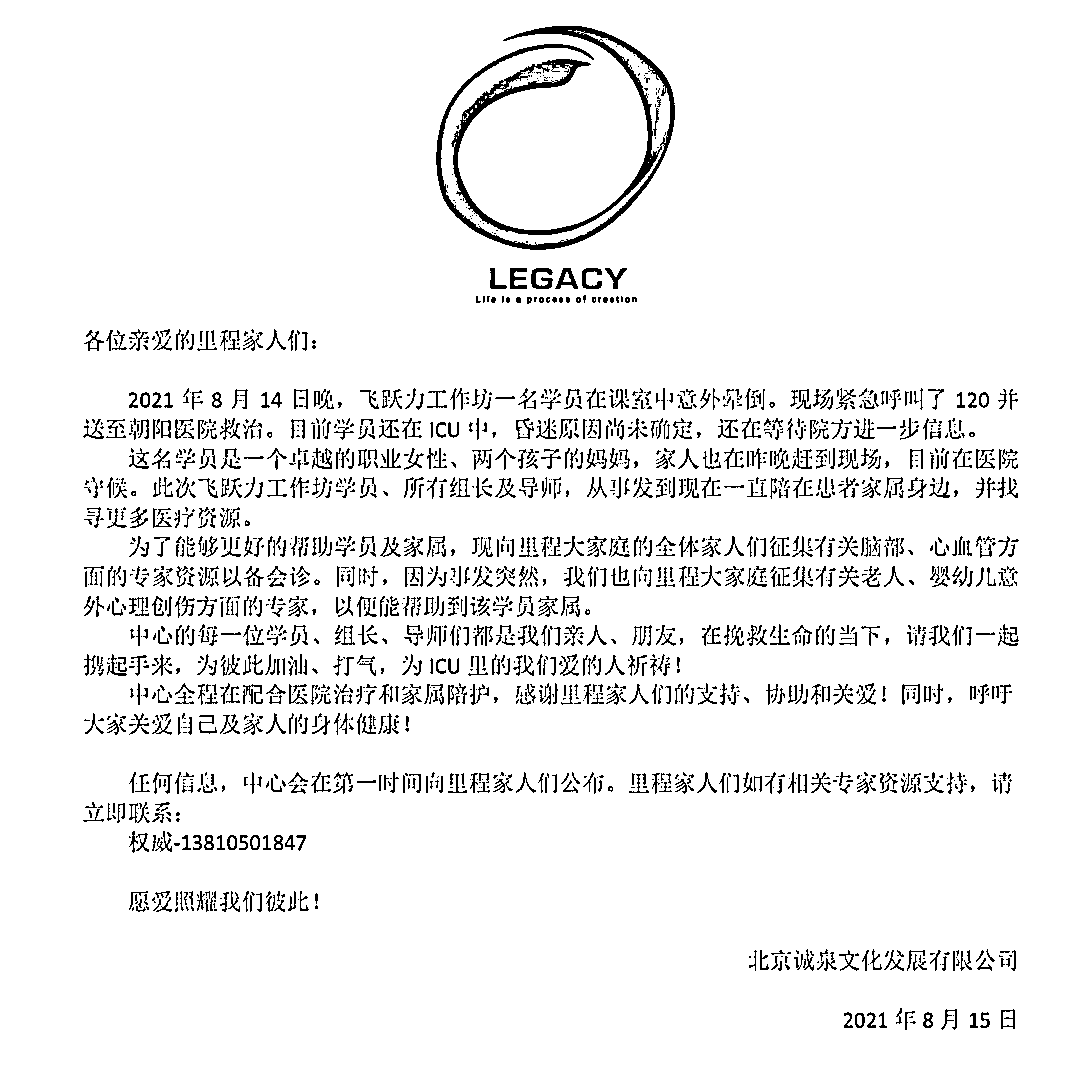 LEGACY
Life is a process of creation
各位亲爱的里程家人们：
2021 年 8 月 14 日晚，飞跃力工作坊一名学员在课室中意外晕倒。现场紧急呼叫了 120 并
送至朝阳医院救治。目前学员还在 ICU 中，昏迷原因尚未确定，还在等待院方进一步信息。
这名学员是一个卓越的职业女性、两个孩子的妈妈，家人也在昨晚赶到现场，目前在医院
守候。此次飞跃力工作坊学员、所有组长及导师，从事发到现在一直陪在患者家属身边，并找
寻更多医疗资源。
为了能够更好的帮助学员及家属，现向里程大家庭的全体家人们征集有关脑部、心血管方
面的专家资源以备会诊。同时，因为事发突然，我们也向里程大家庭征集有关老人、婴幼儿意
外心理创伤方面的专家，以便能帮助到该学员家属。
中心的每一位学员、组长、导师们都是我们亲人、朋友，在挽救生命的当下，请我们一起
携起手来，为彼此加油、打气，为 ICU 里的我们爱的人祈祷！
中心全程在配合医院治疗和家属陪护，感谢里程家人们的支持、协助和关爱！同时，呼吁
大家关爱自己及家人的身体健康！
任何信息，中心会在第一时间向里程家人们公布。里程家人们如有相关专家资源支持，请
立即联系：
权威-13810501847
愿爱照耀我们彼此！
北京诚泉文化发展有限公司
2021 年 8 月 15 日